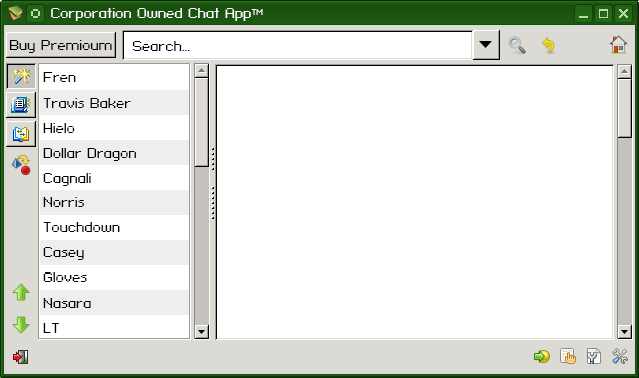 Corporation Owned Chat App™
Buy Premioum
Search...
Fren
Travis Baker
Hielo
Dollar Dragon
Cagnali
Norris
Touchdown
Casey
Gloves
Nasara
LT